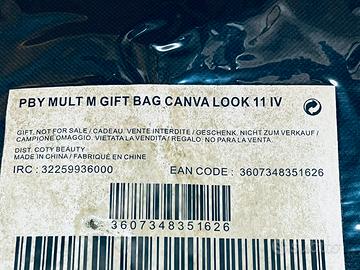 PBY MULT M GIFT BAG CANVA LOOK 11 IV
GIFT, NOT FOR SALE / CADEAU. VENTE INTERDITE / GESCHENK. NICHT ZUM VERKAUF /
CAMPIONE OMAGGIO. VIETATA LA VENDITA / REGALO. NO PARA LA VENTA.
DIST. COTY BEAUTY
MADE IN CHINA / FABRIQUÉ EN CHINE
IRC : 32259936000 EAN CODE : 3607348351626
3607348351626